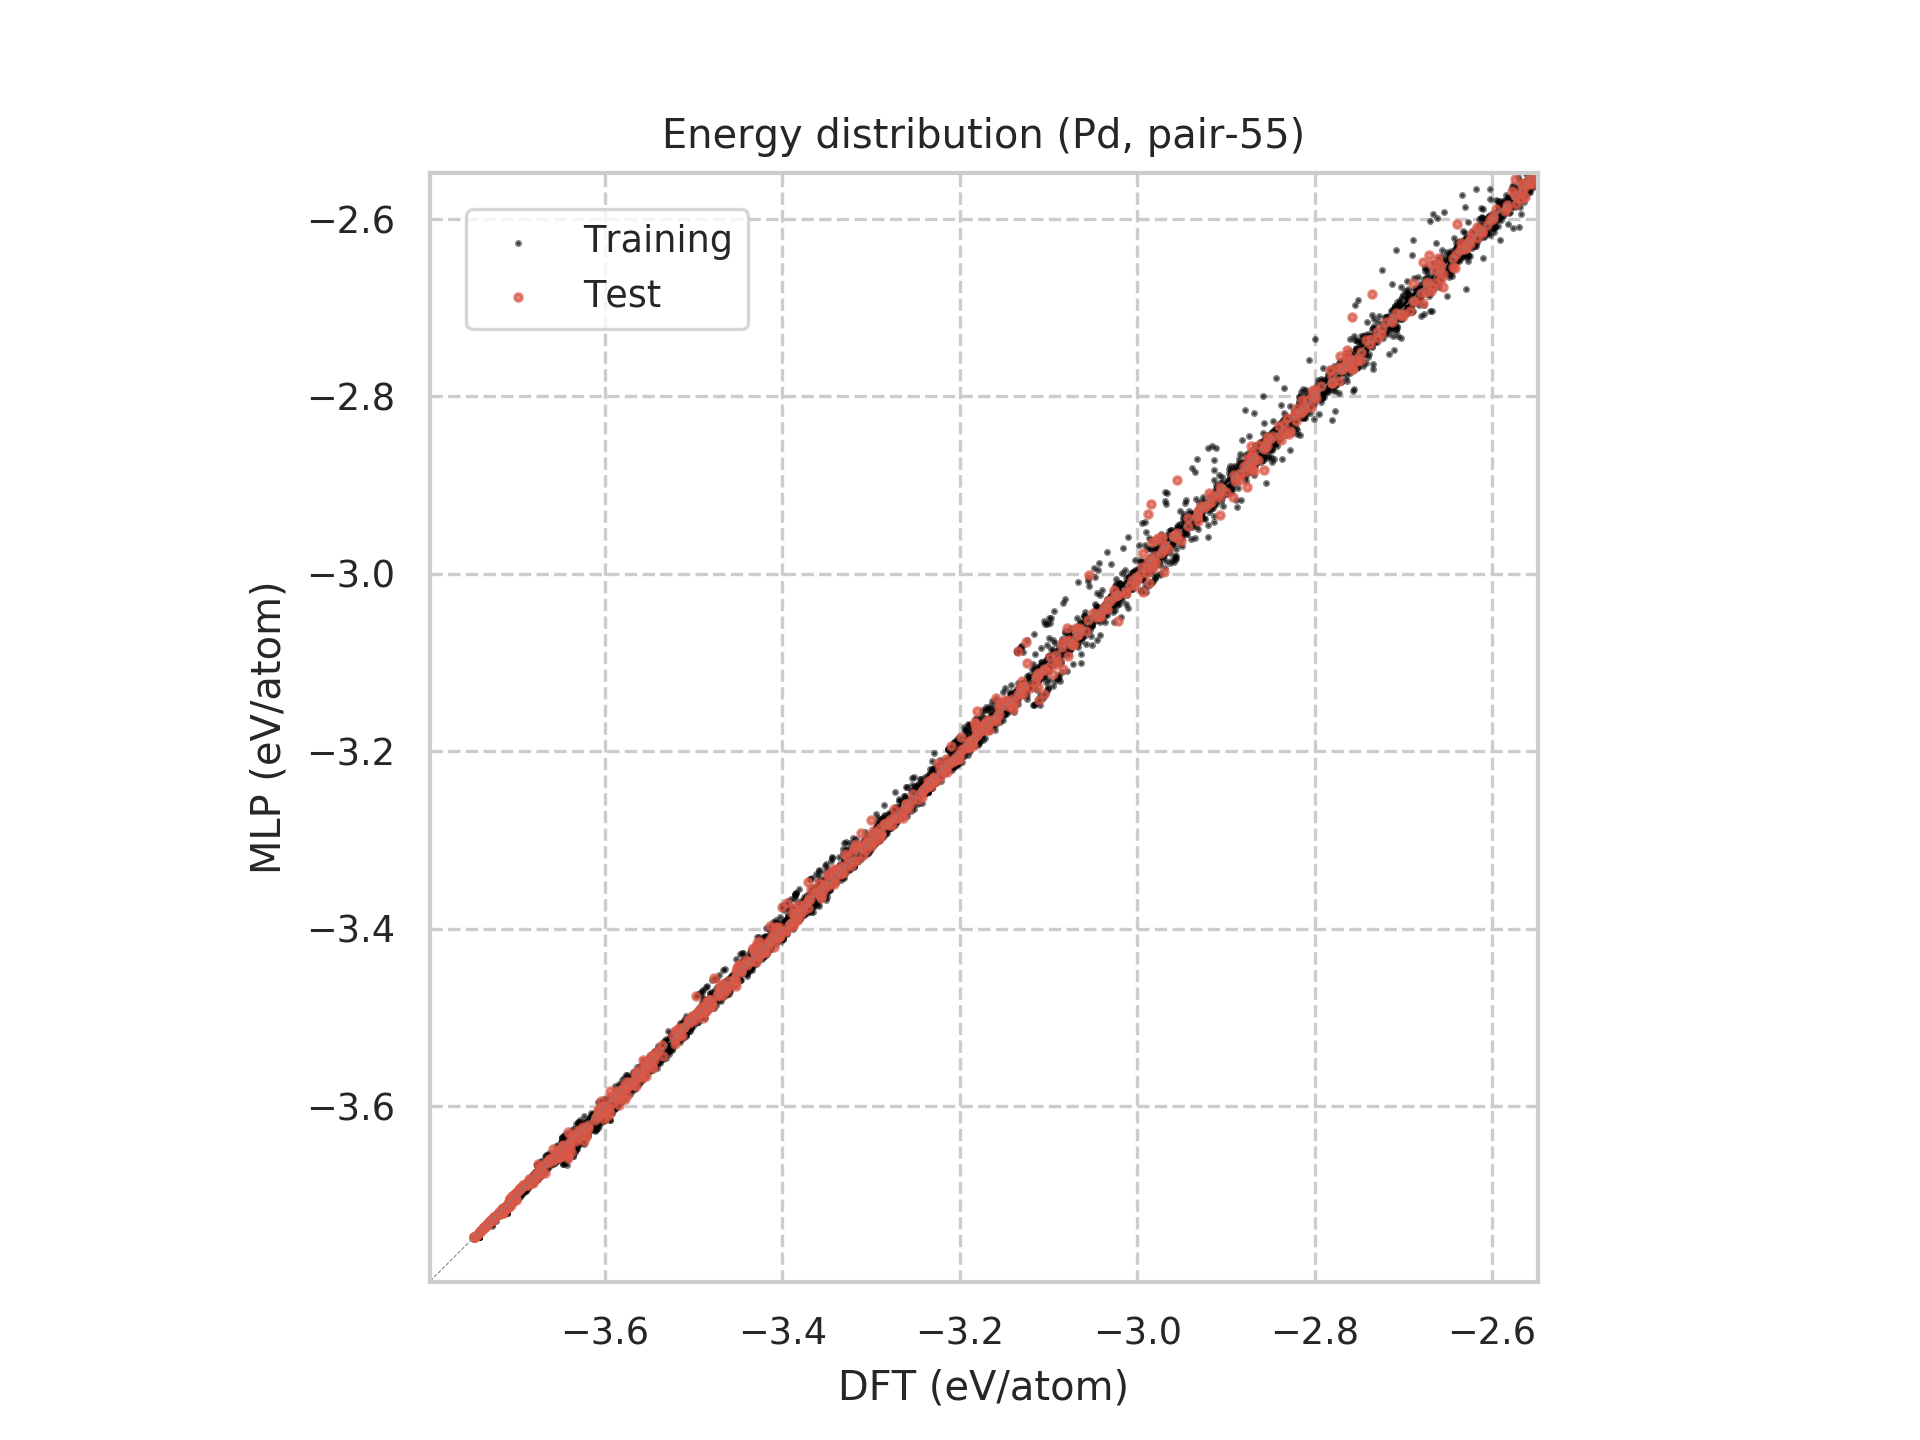 Energy distribution (Pd, pair-55)
Training
Test
MLP (eV/atom)
−2.6
−2.8
−3.0
−3.2
−3.4
−3.6
−3.6 −3.4 −3.2 −3.0 −2.8 −2.6
DFT (eV/atom)